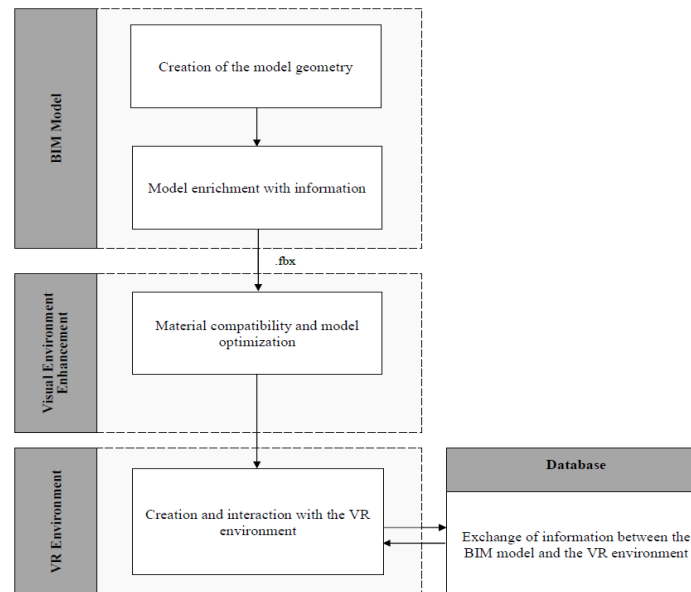 BIM Model
Creation of the model geometry
Model enrichment with information
.fbx
Visual Environment
Enhancement
Material compatibility and model
optimization
VR Environment
Creation and interaction with the VR
environment
Database
Exchange of information between the
BIM model and the VR environment